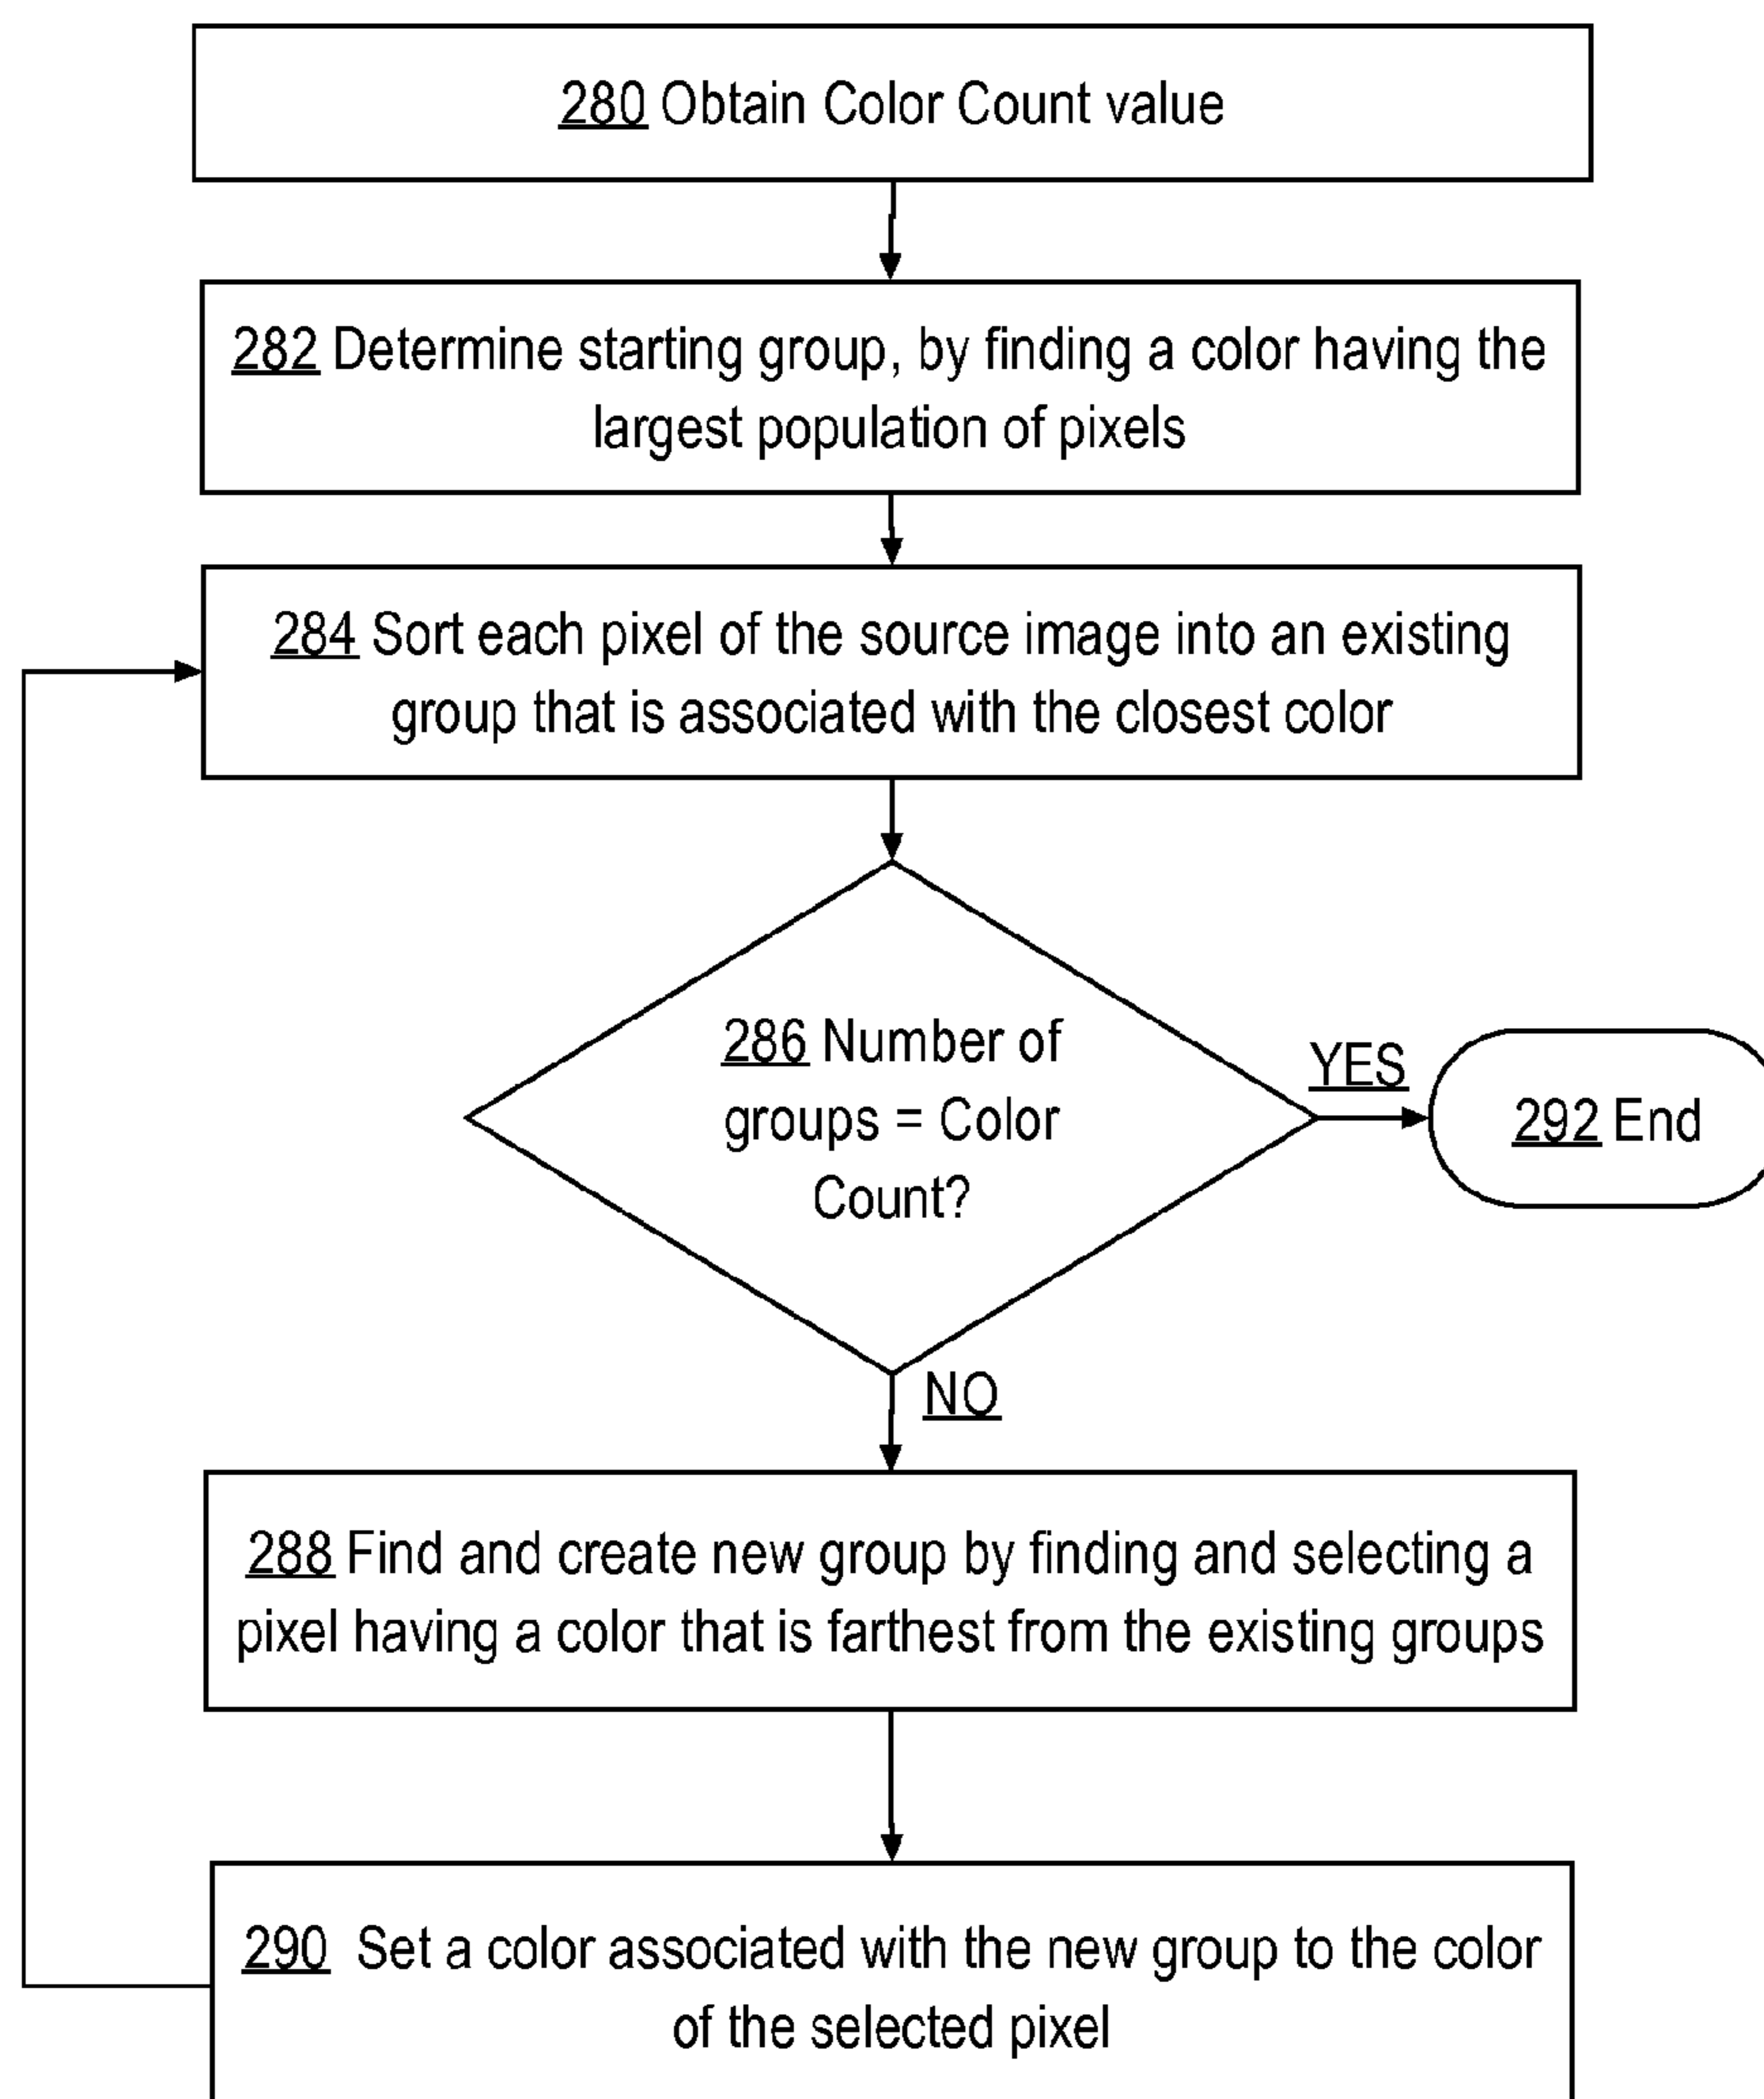 280 Obtain Color Count value
282 Determine starting group, by finding a color having the
largest population of pixels
284 Sort each pixel of the source image into an existing
group that is associated with the closest color
286 Number of
groups = Color
Count?
YES
292 End
NO
288 Find and create new group by finding and selecting a
pixel having a color that is farthest from the existing groups
290 Set a color associated with the new group to the color
of the selected pixel